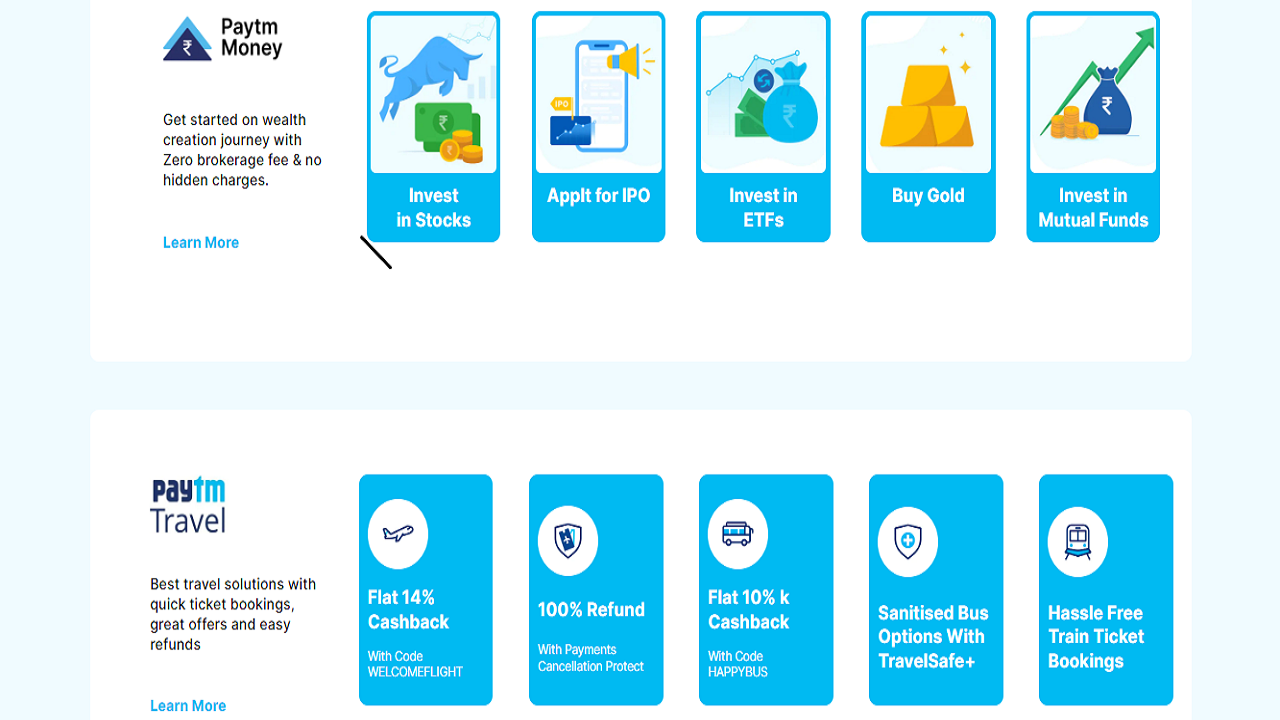 Paytm
Money
Get started on wealth
creation journey with
Zero brokerage fee & no
hidden charges.
Learn More
₹
₹
Invest
in Stocks
IPO
Applt for IPO
₹
Invest in
ETFs
Buy Gold
₹
Invest in
Mutual Funds
paytm
Travel
Best travel solutions with
quick ticket bookings,
great offers and easy
refunds
Learn More
Flat 14%
Cashback
With Code
WELCOMEFLIGHT
100% Refund
With Payments
Cancellation Protect
Flat 10% k
Cashback
With Code
HAPPYBUS
Sanitised Bus
Options With
TravelSafe+
Hassle Free
Train Ticket
Bookings